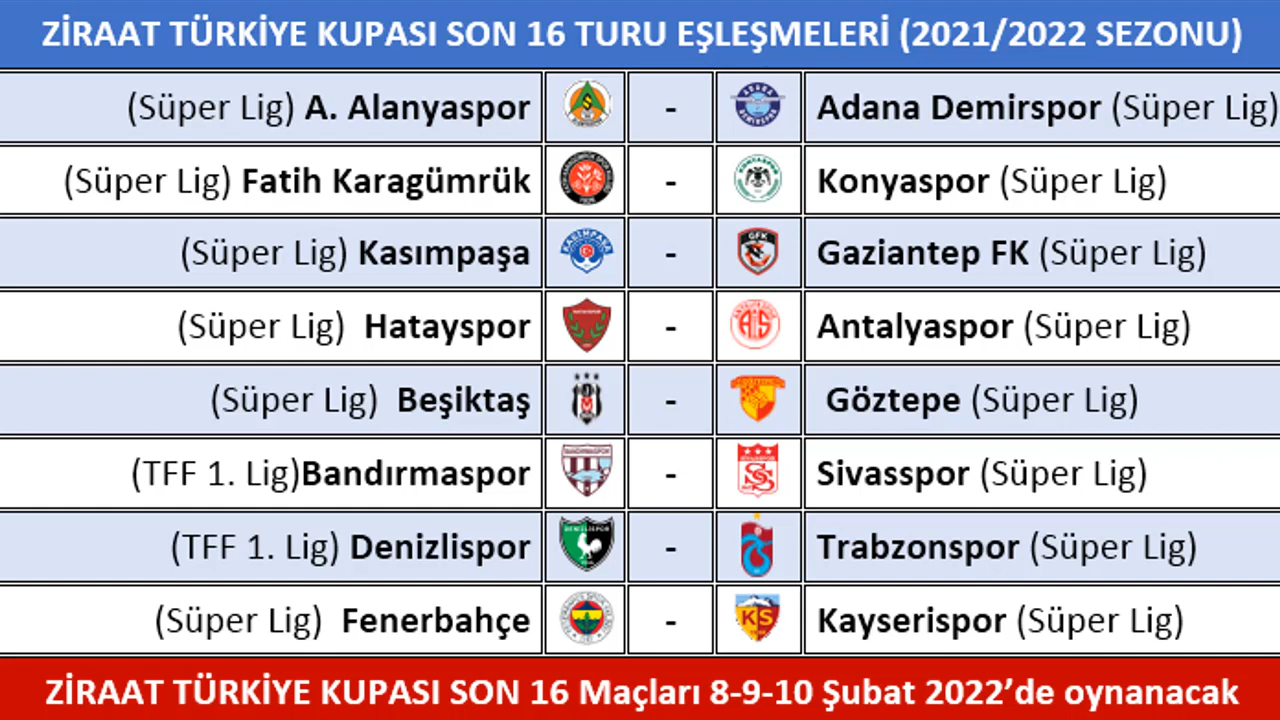 ZİRAAT TÜRKİYE KUPASI SON 16 TURU EŞLEŞMELERİ (2021/2022 SEZONU)
(Süper Lig) A. Alanyaspor - Adana Demirspor (Süper Lig)
(Süper Lig) Fatih Karagümrük - Konyaspor (Süper Lig)
(Süper Lig) Kasımpaşa - Gaziantep FK (Süper Lig)
(Süper Lig) Hatayspor - Antalyaspor (Süper Lig)
(Süper Lig) Beşiktaş - Göztepe (Süper Lig)
(TFF 1. Lig)Bandırmaspor - Sivasspor (Süper Lig)
(TFF 1. Lig) Denizlispor - Trabzonspor (Süper Lig)
(Süper Lig) Fenerbahçe - Kayserispor (Süper Lig)
ZİRAAT TÜRKİYE KUPASI SON 16 Maçları 8-9-10 Şubat 2022’de oynanacak